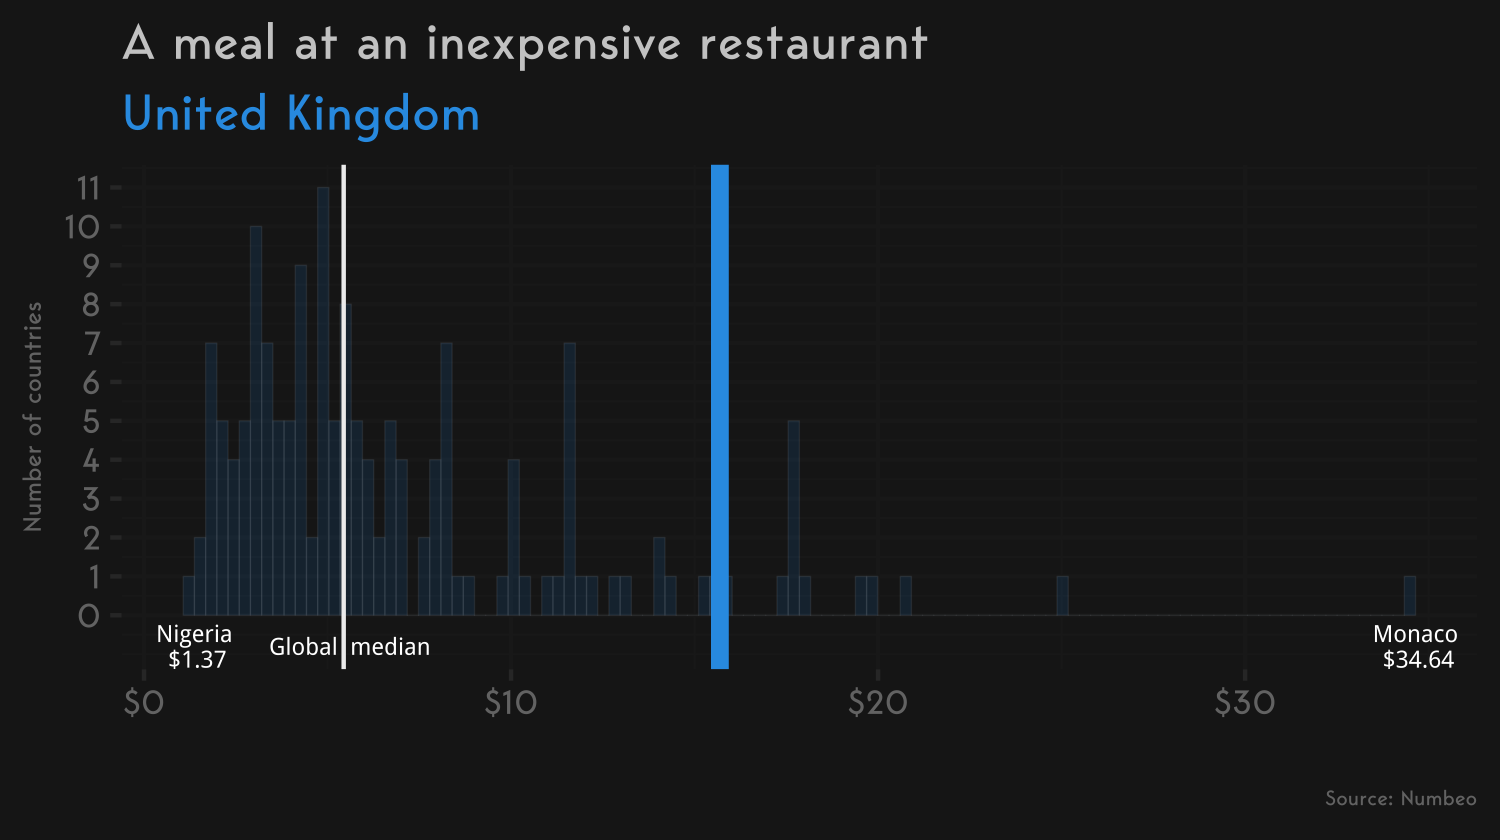 A meal at an inexpensive restaurant
United Kingdom
Number of countries
11
10
9
8
7
6
5
4
3
2
1
0
Nigeria
$1.37
Global median
Monaco
$34.64
$0 $10 $20 $30
Source: Numbeo